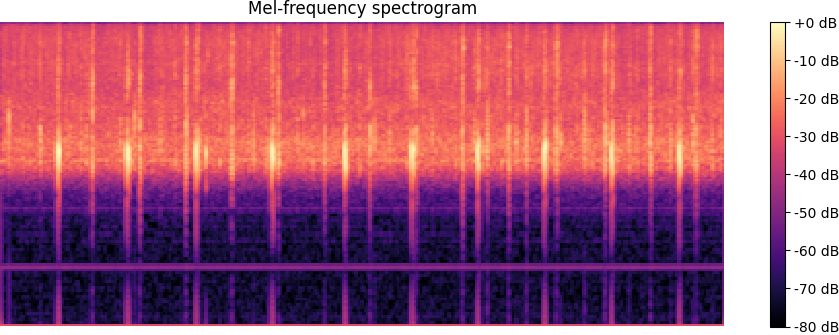 Mel-frequency spectrogram
+0 dB
-10 dB
-20 dB
-30 dB
-40 dB
-50 dB
-60 dB
-70 dB
-80 dB